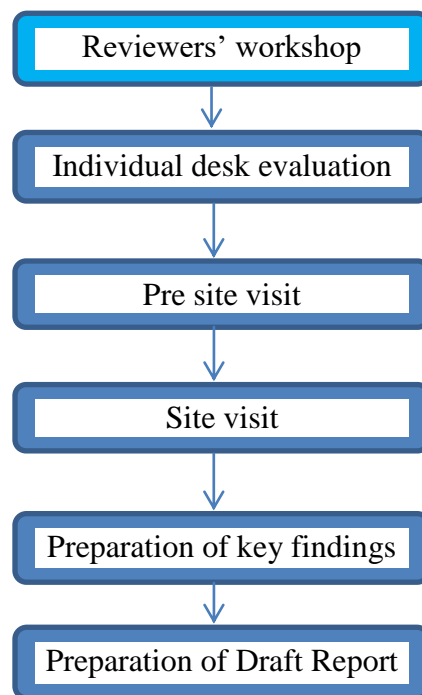 Reviewers’ workshop
Individual desk evaluation
Pre site visit
Site visit
Preparation of key findings
Preparation of Draft Report